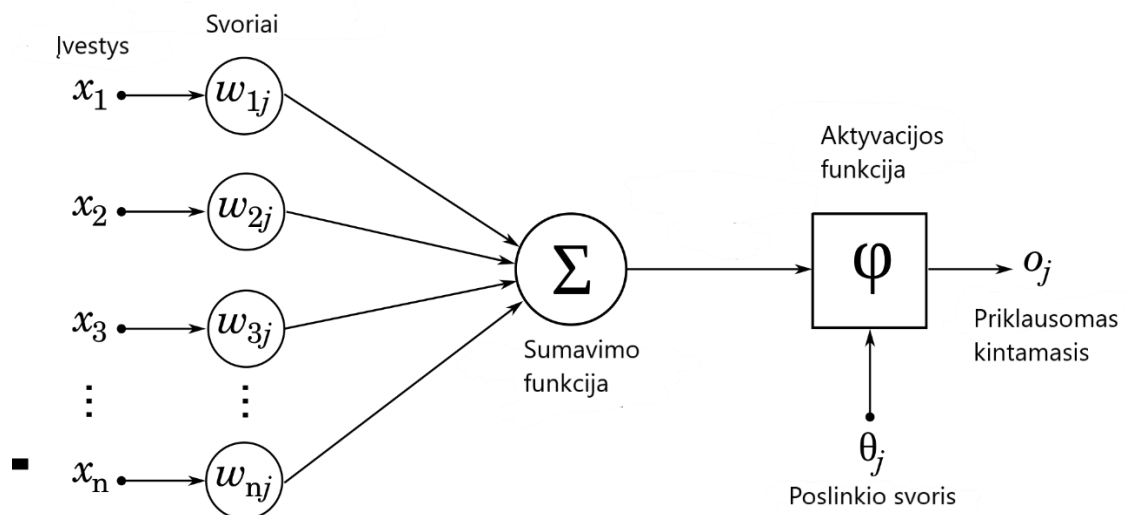 Įvestys
Svoriai
x₁ w₁ⱼ
x₂ w₂ⱼ
x₃ w₃ⱼ
⋮ ⋮
xₙ wₙⱼ
Σ
Sumavimo
funkcija
Aktyvacijos
funkcija
φ
oⱼ
Priklausomas
kintamasis
θⱼ
Poslinkio svoris